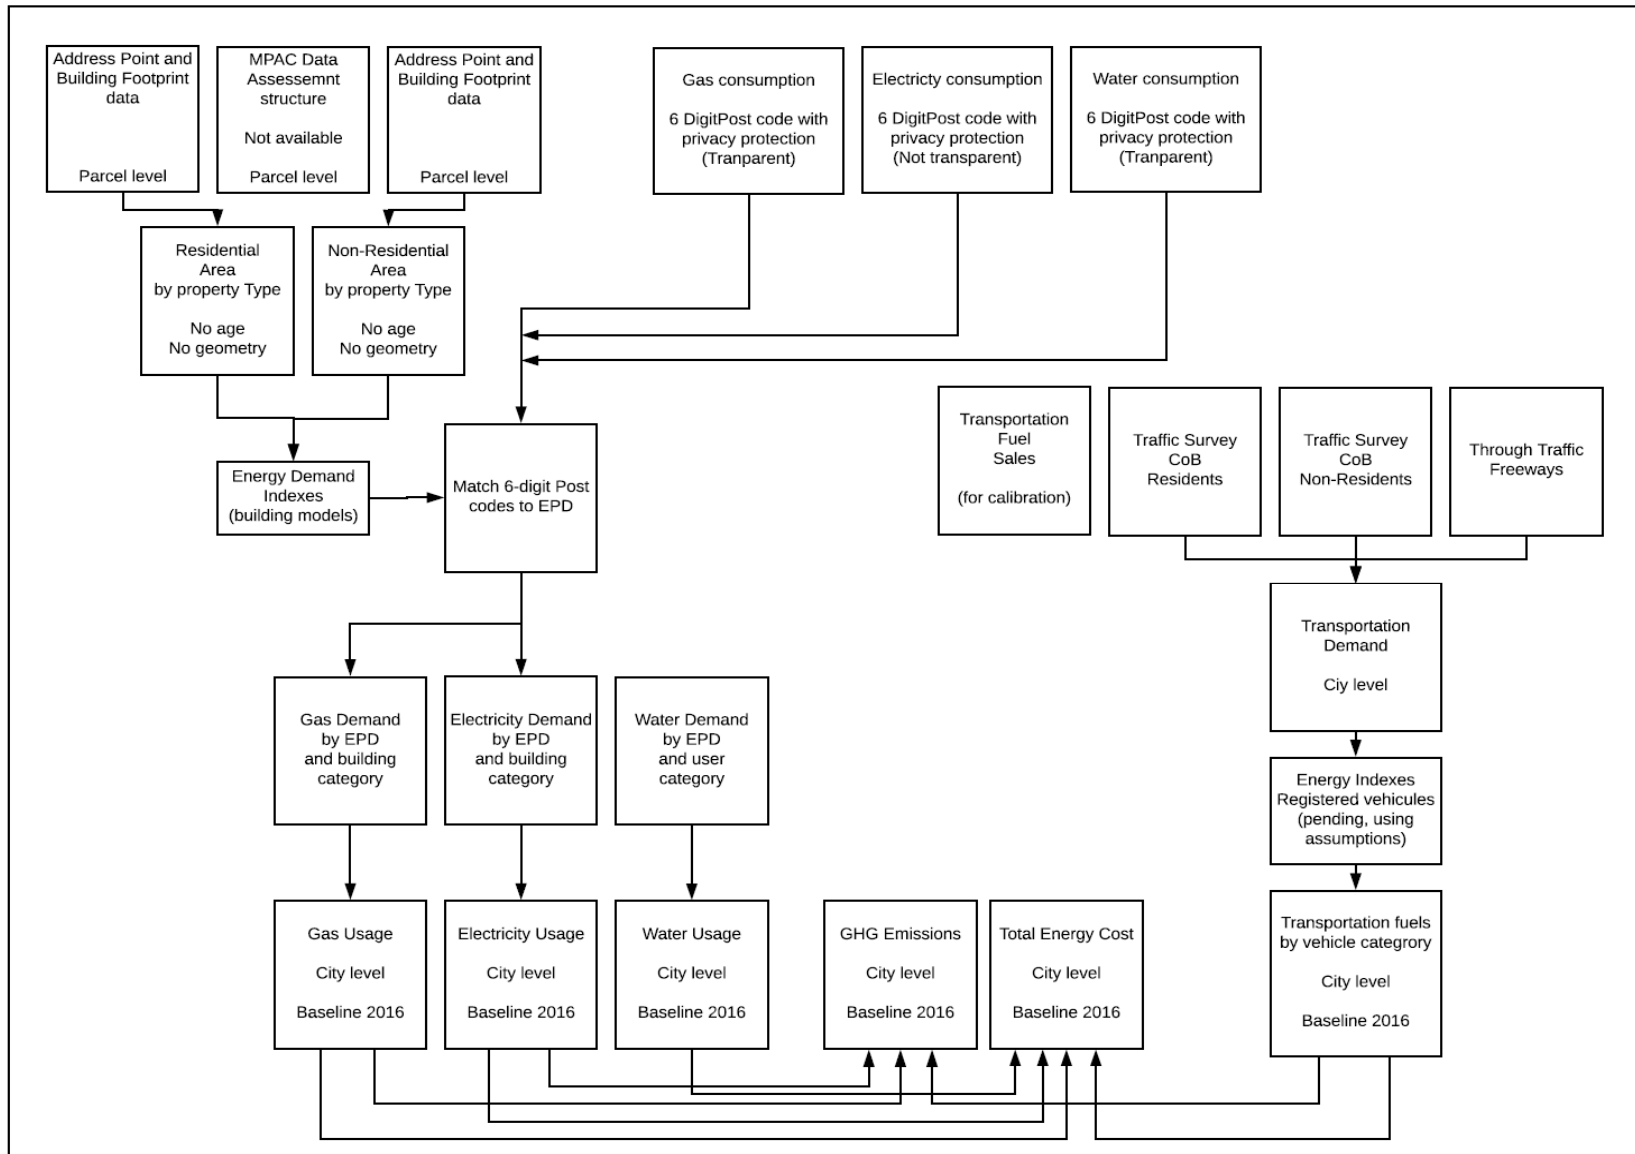 Address Point and
Building Footprint
data
Parcel level
MPAC Data
Assessemnt
structure
Not available
Parcel level
Address Point and
Building Footprint
data
Parcel level
Gas consumption
6 DigitPost code with
privacy protection
(Tranparent)
Electricty consumption
6 DigitPost code with
privacy protection
(Not transparent)
Water consumption
6 DigitPost code with
privacy protection
(Tranparent)
Residential
Area
by property Type
No age
No geometry
Non-Residential
Area
by property Type
No age
No geometry
Energy Demand
Indexes
(building models)
Match 6-digit Post
codes to EPD
Transportation
Fuel
Sales
(for calibration)
Traffic Survey
CoB
Residents
Traffic Survey
CoB
Non-Residents
Through Traffic
Freeways
Transportation
Demand
Ciy level
Gas Demand
by EPD
and building
category
Electricity Demand
by EPD
and building
category
Water Demand
by EPD
and user
category
Energy Indexes
Registered vehicules
(pending, using
assumptions)
Gas Usage
City level
Baseline 2016
Electricity Usage
City level
Baseline 2016
Water Usage
City level
Baseline 2016
GHG Emissions
City level
Baseline 2016
Total Energy Cost
City level
Baseline 2016
Transportation fuels
by vehicle categrory
City level
Baseline 2016